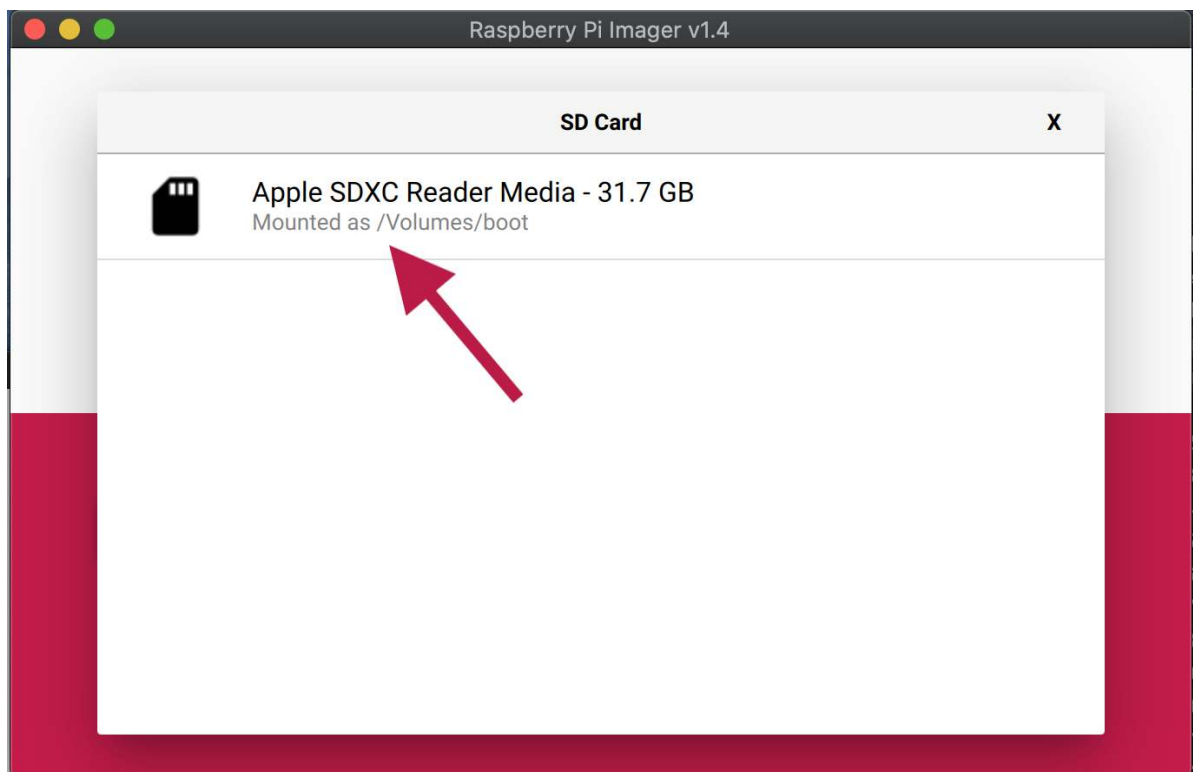 Raspberry Pi Imager v1.4
SD Card X
Apple SDXC Reader Media - 31.7 GB
Mounted as /Volumes/boot